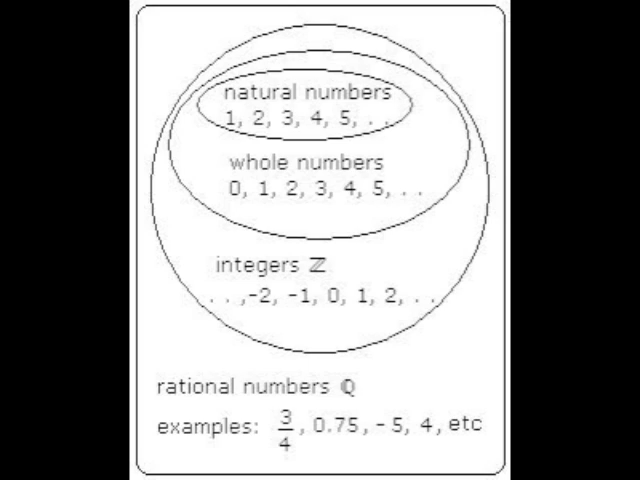 natural numbers
1, 2, 3, 4, 5, . .
whole numbers
0, 1, 2, 3, 4, 5, . .
integers ℤ
. . ,-2, -1, 0, 1, 2, . .
rational numbers ℚ
examples: 3/4 , 0.75, - 5, 4, etc